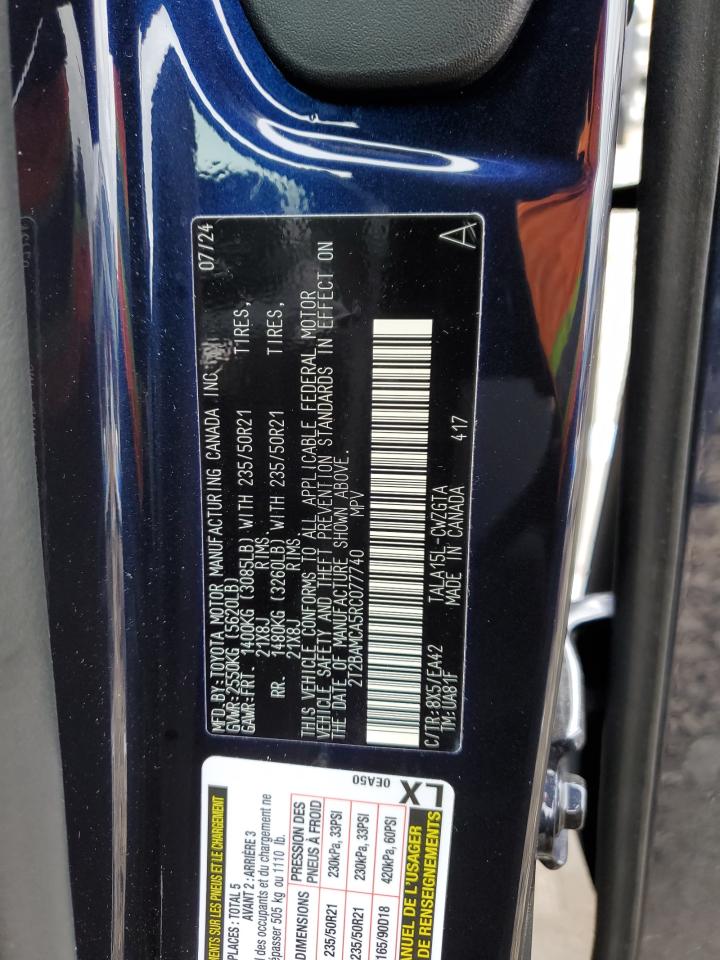 MFD.BY: TOYOTA MOTOR MANUFACTURING CANADA INC. 07/24
GVWR: 2550KG (5620LB)
GAWR: FRT. 1400KG (3085LB) WITH 235/50R21 TIRES,
21X8J RIMS
RR. 1480KG (3260LB) WITH 235/50R21 TIRES,
21X8J RIMS
THIS VEHICLE CONFORMS TO ALL APPLICABLE FEDERAL MOTOR
VEHICLE SAFETY AND THEFT PREVENTION STANDARDS IN EFFECT ON
THE DATE OF MANUFACTURE SHOWN ABOVE.
2T2BAMCA5RC077740 MPV
A
C/TR: 8X5/EA42 TALA15L-CWZGTA 417
TM: UA81F MADE IN CANADA
MENTS SUR LES PNEUS ET LE CHARGEMENT
PLACES : TOTAL 5
AVANT 2 : ARRIÈRE 3
l des occupants et du chargement ne
épasser 505 kg ou 1110 lb.
DIMENSIONS PRESSION DES PNEUS À FROID
235/50R21 230kPa, 33PSI
235/50R21 230kPa, 33PSI
165/90D18 420kPa, 60PSI
ANUEL DE L'USAGER
DE RENSEIGNEMENTS
LX
0EA50